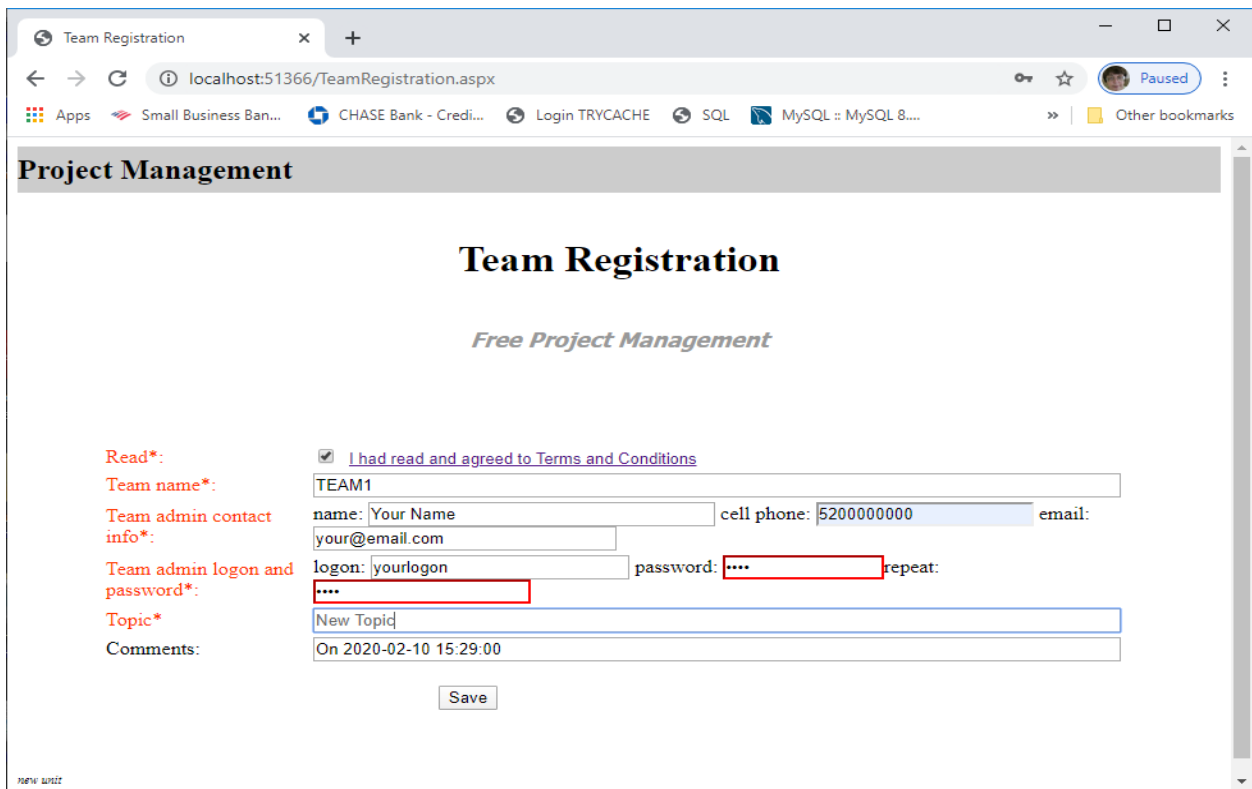 Team Registration
localhost:51366/TeamRegistration.aspx
Paused
Apps
Small Business Ban...
CHASE Bank - Credi...
Login TRYCACHE
SQL
MySQL :: MySQL 8....
»
Other bookmarks
Project Management
Team Registration
Free Project Management
Read*: I had read and agreed to Terms and Conditions
Team name*: TEAM1
Team admin contact info*: name: Your Name cell phone: 5200000000 email:
your@email.com
Team admin logon and password*: logon: yourlogon password: •••• repeat:
••••
Topic* New Topic
Comments: On 2020-02-10 15:29:00
Save
new unit